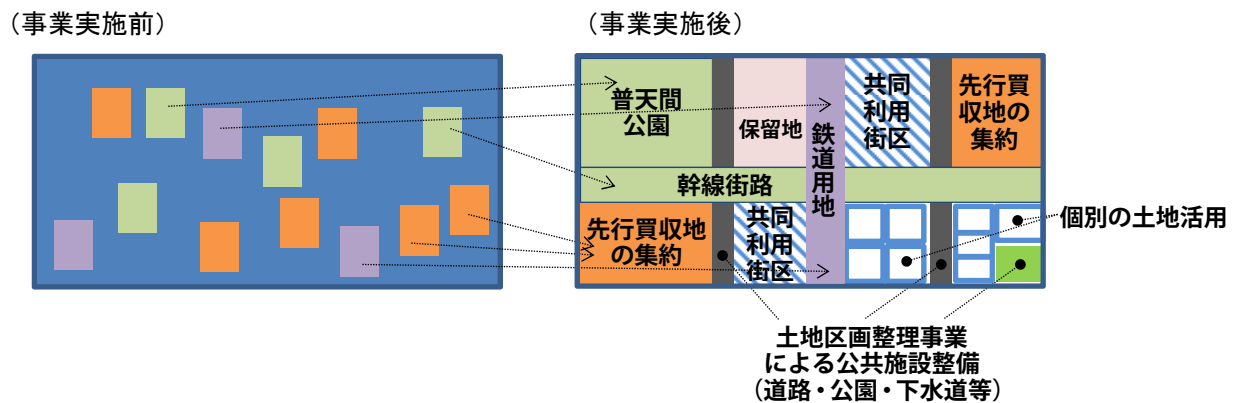 （事業実施前）
（事業実施後）
普天間
公園
保留地
鉄
道
用
地
共同
利用
街区
先行買
収地の
集約
幹線街路
先行買収地
の集約
共同
利用
街区
個別の土地活用
土地区画整理事業
による公共施設整備
（道路・公園・下水道等）